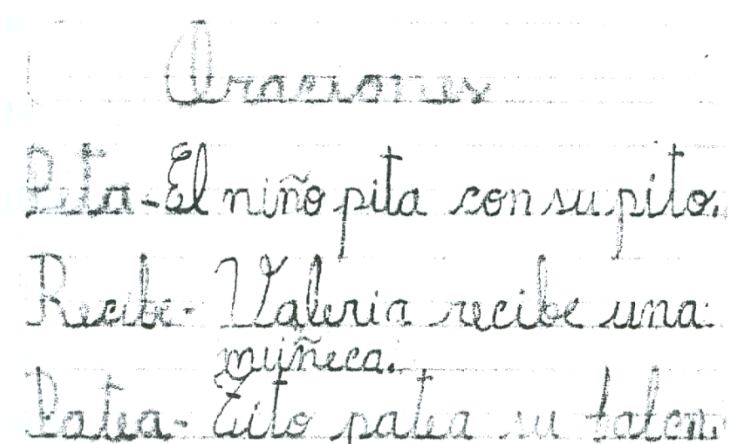 Oraciones
Pita-El niño pita con su pito.
Recibe- Valeria recibe una
muñeca.
Patea- Tito patea su